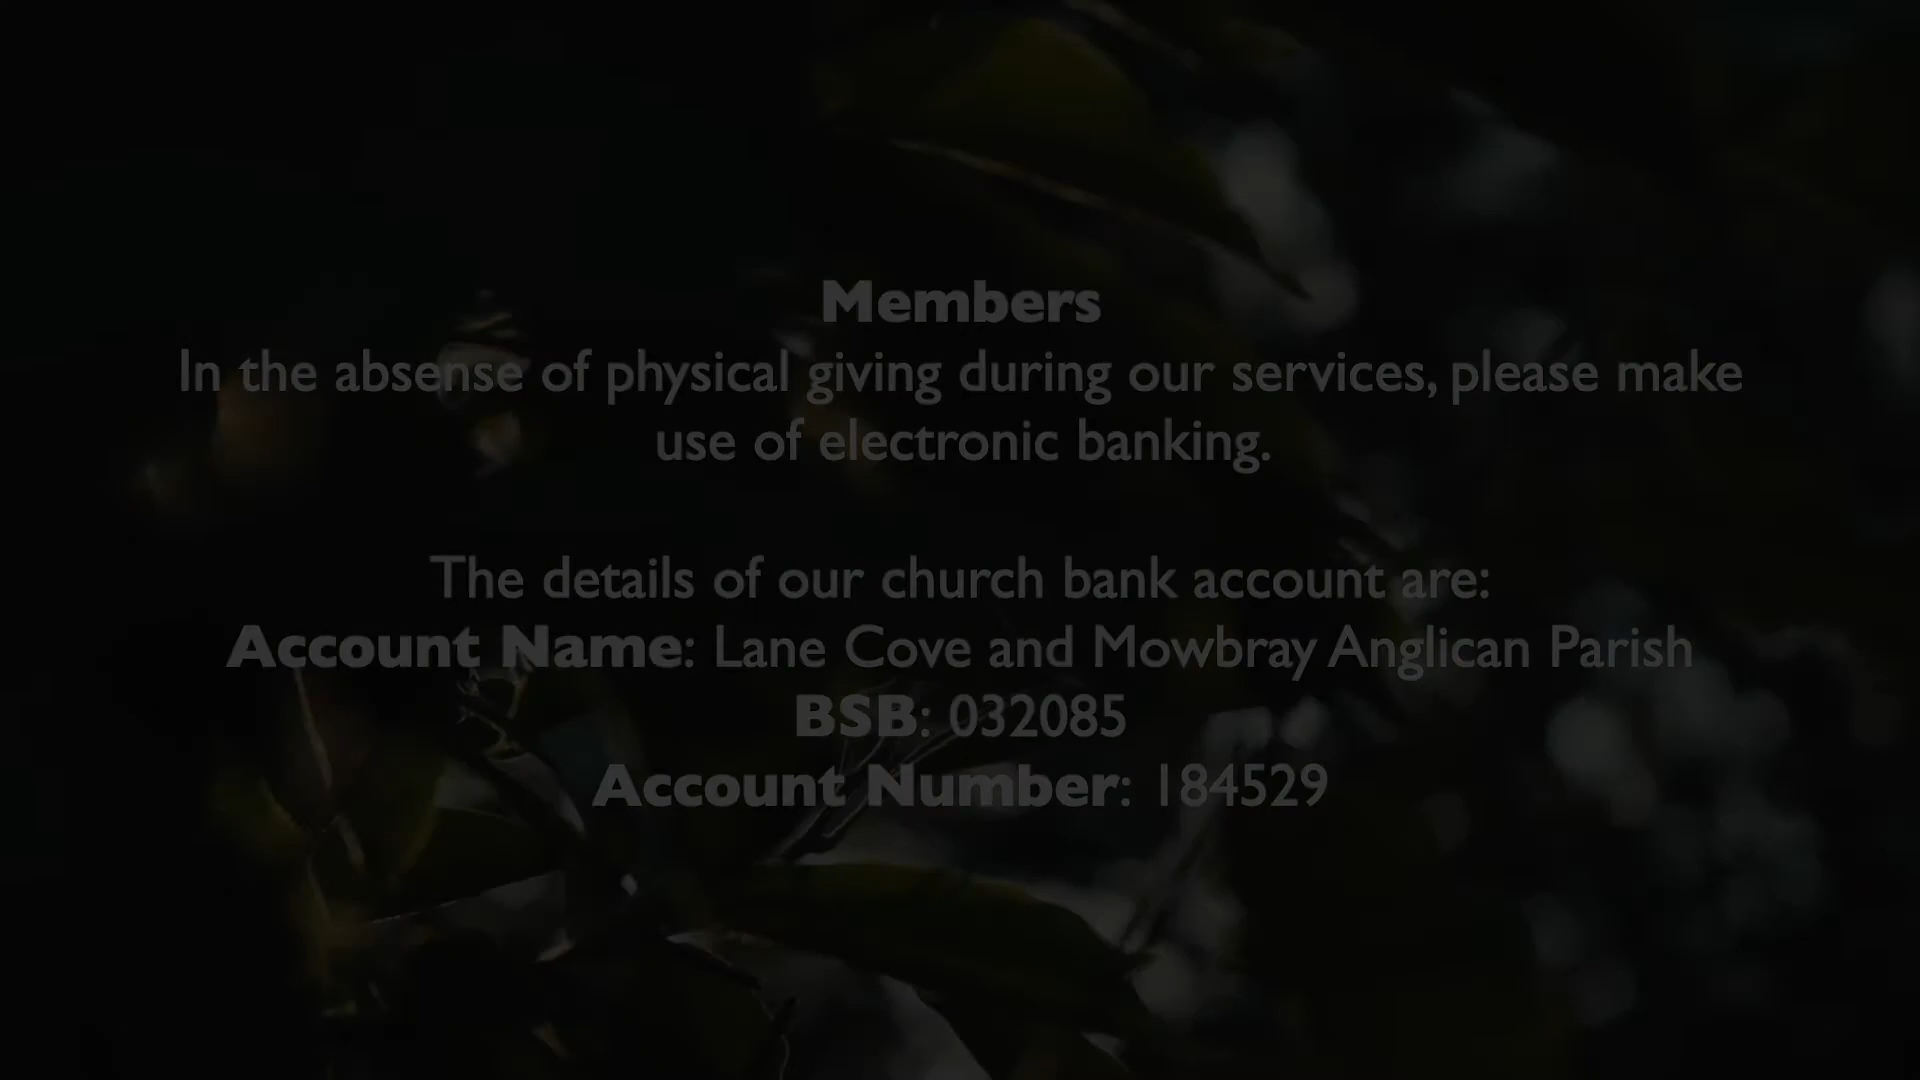 Members
In the absense of physical giving during our services, please make
use of electronic banking.
The details of our church bank account are:
Account Name: Lane Cove and Mowbray Anglican Parish
BSB: 032085
Account Number: 184529